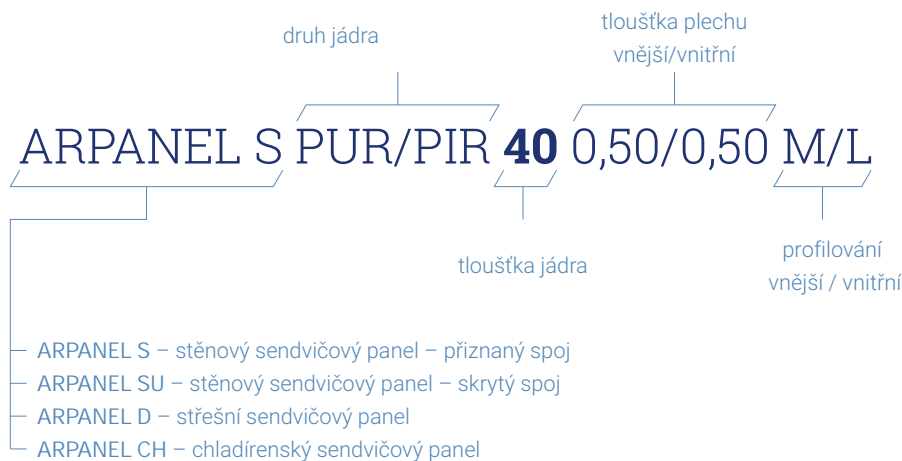 druh jádra
tloušťka plechu
vnější/vnitřní
ARPANEL S PUR/PIR 40 0,50/0,50 M/L
tloušťka jádra
profilování
vnější / vnitřní
ARPANEL S – stěnový sendvičový panel – přiznaný spoj
ARPANEL SU – stěnový sendvičový panel – skrytý spoj
ARPANEL D – střešní sendvičový panel
ARPANEL CH – chladírenský sendvičový panel